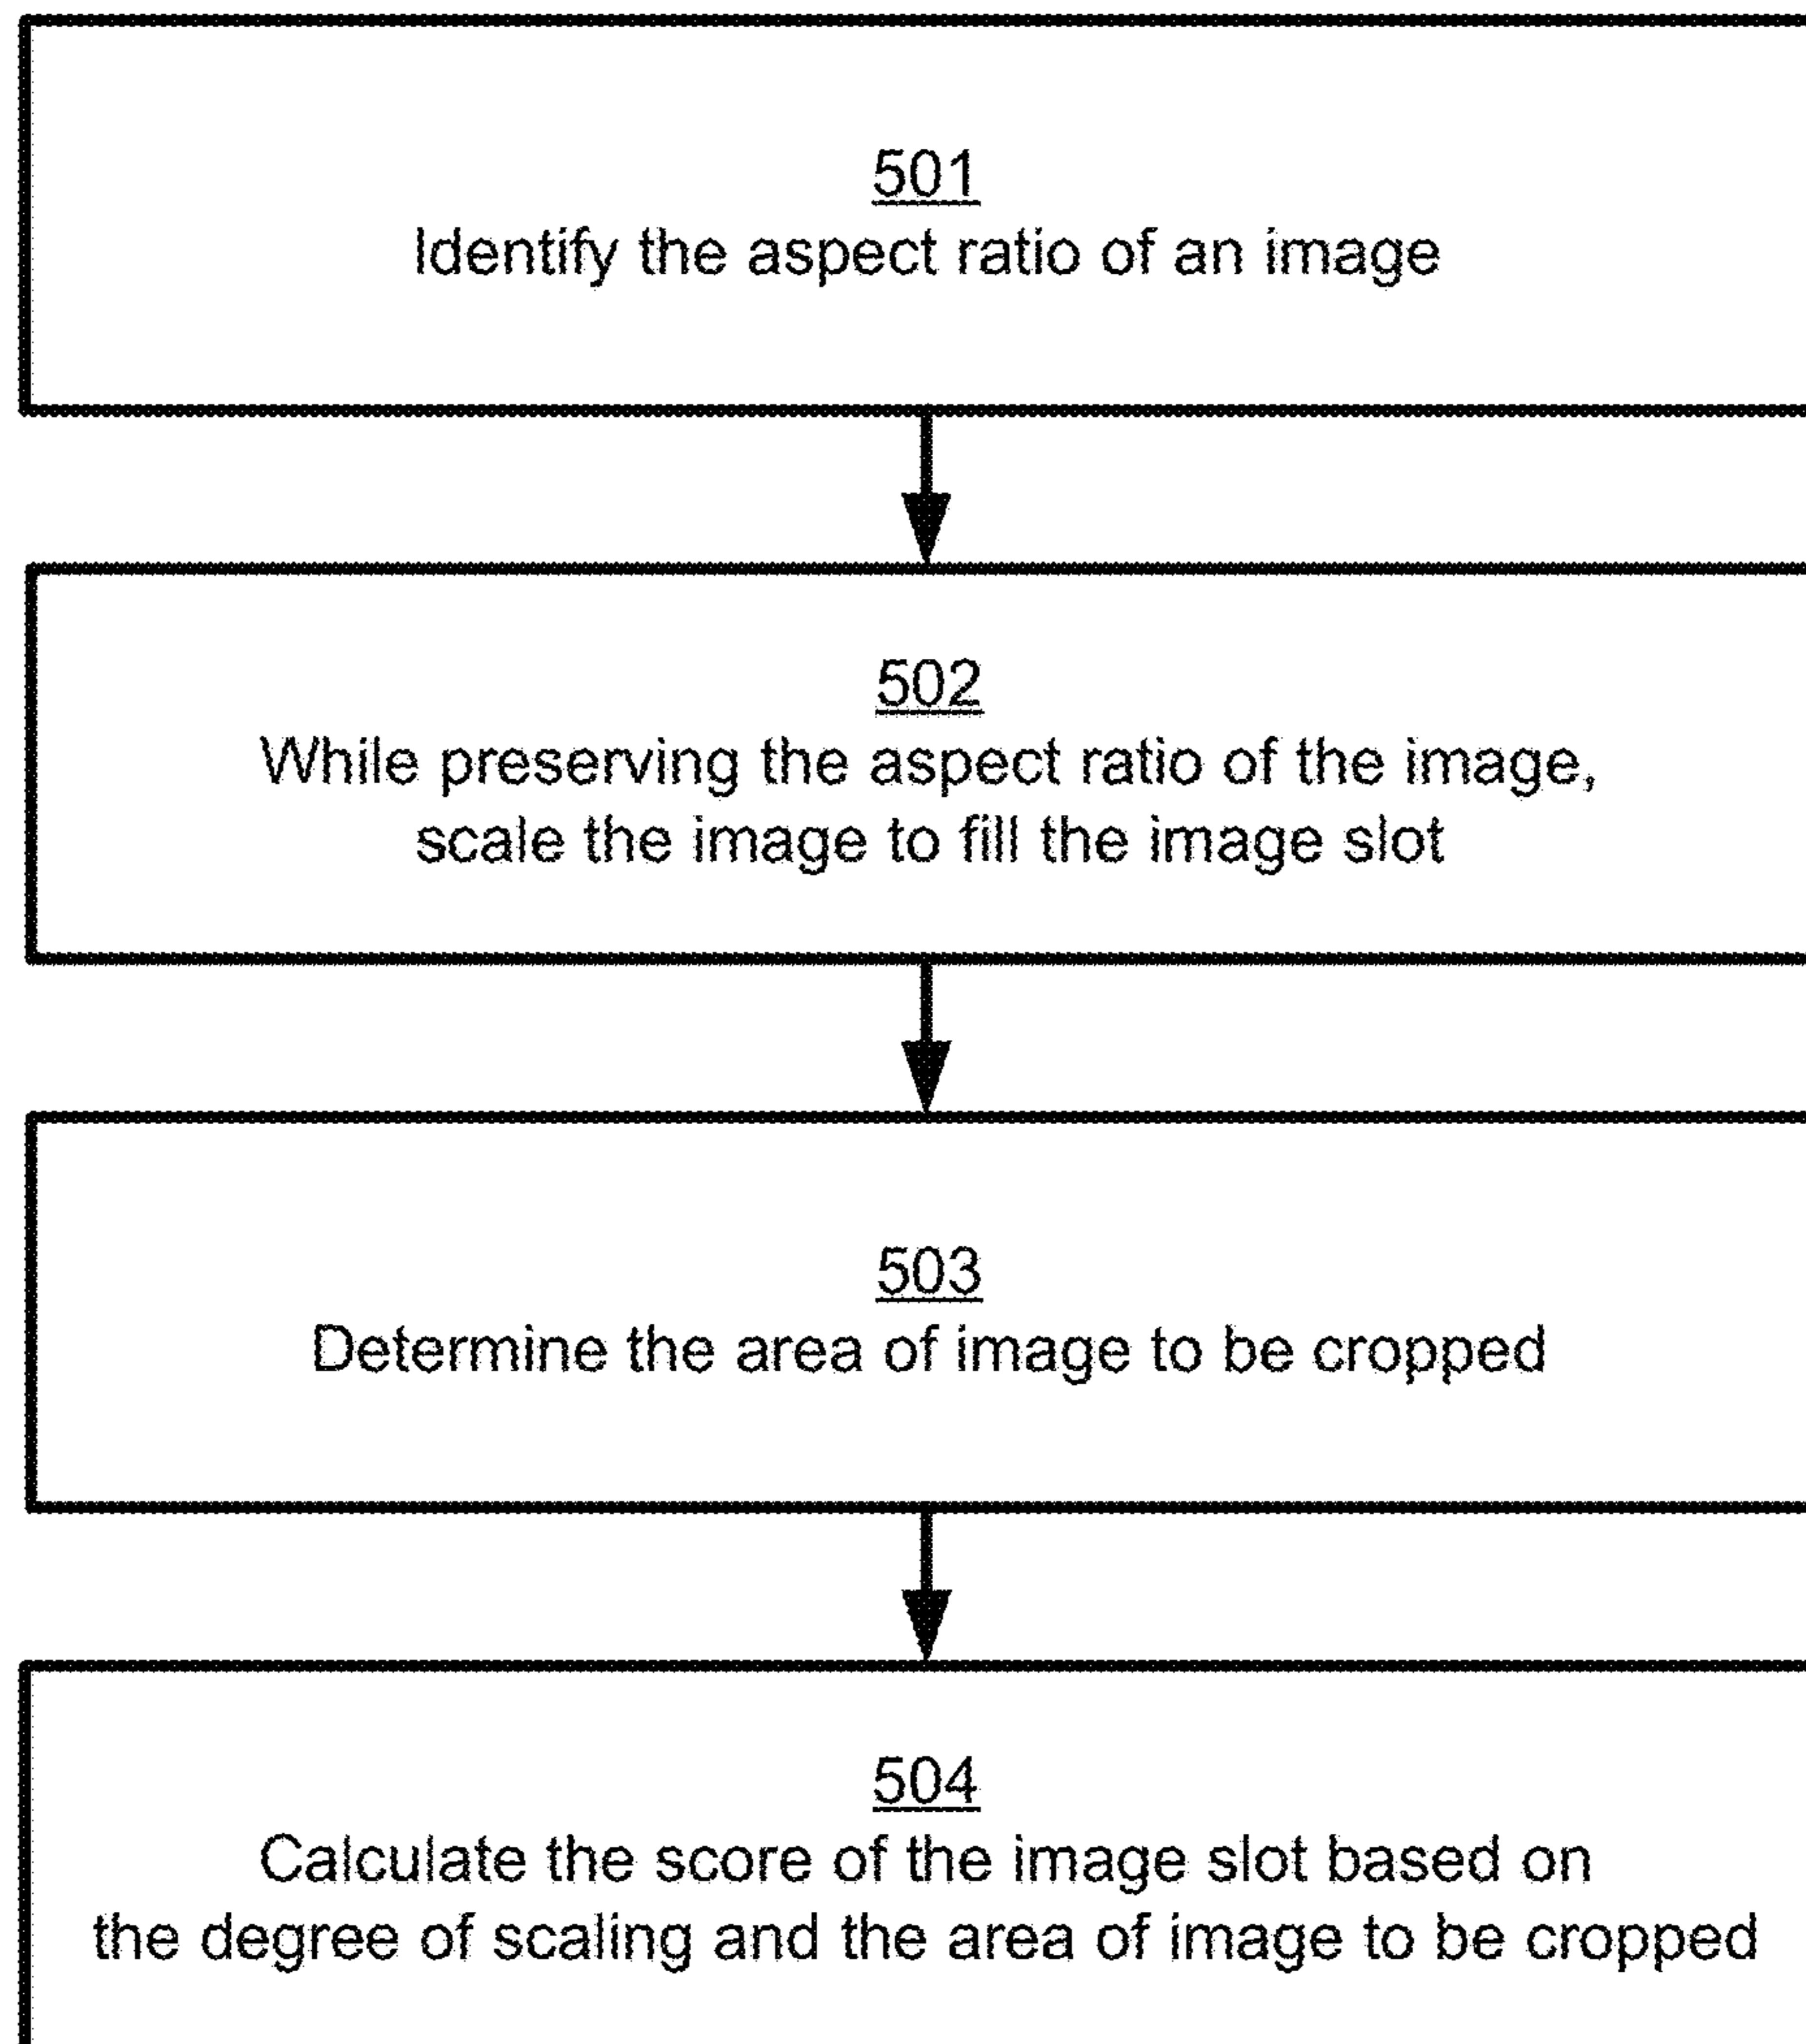 501
Identify the aspect ratio of an image
502
While preserving the aspect ratio of the image,
scale the image to fill the image slot
503
Determine the area of image to be cropped
504
Calculate the score of the image slot based on
the degree of scaling and the area of image to be cropped